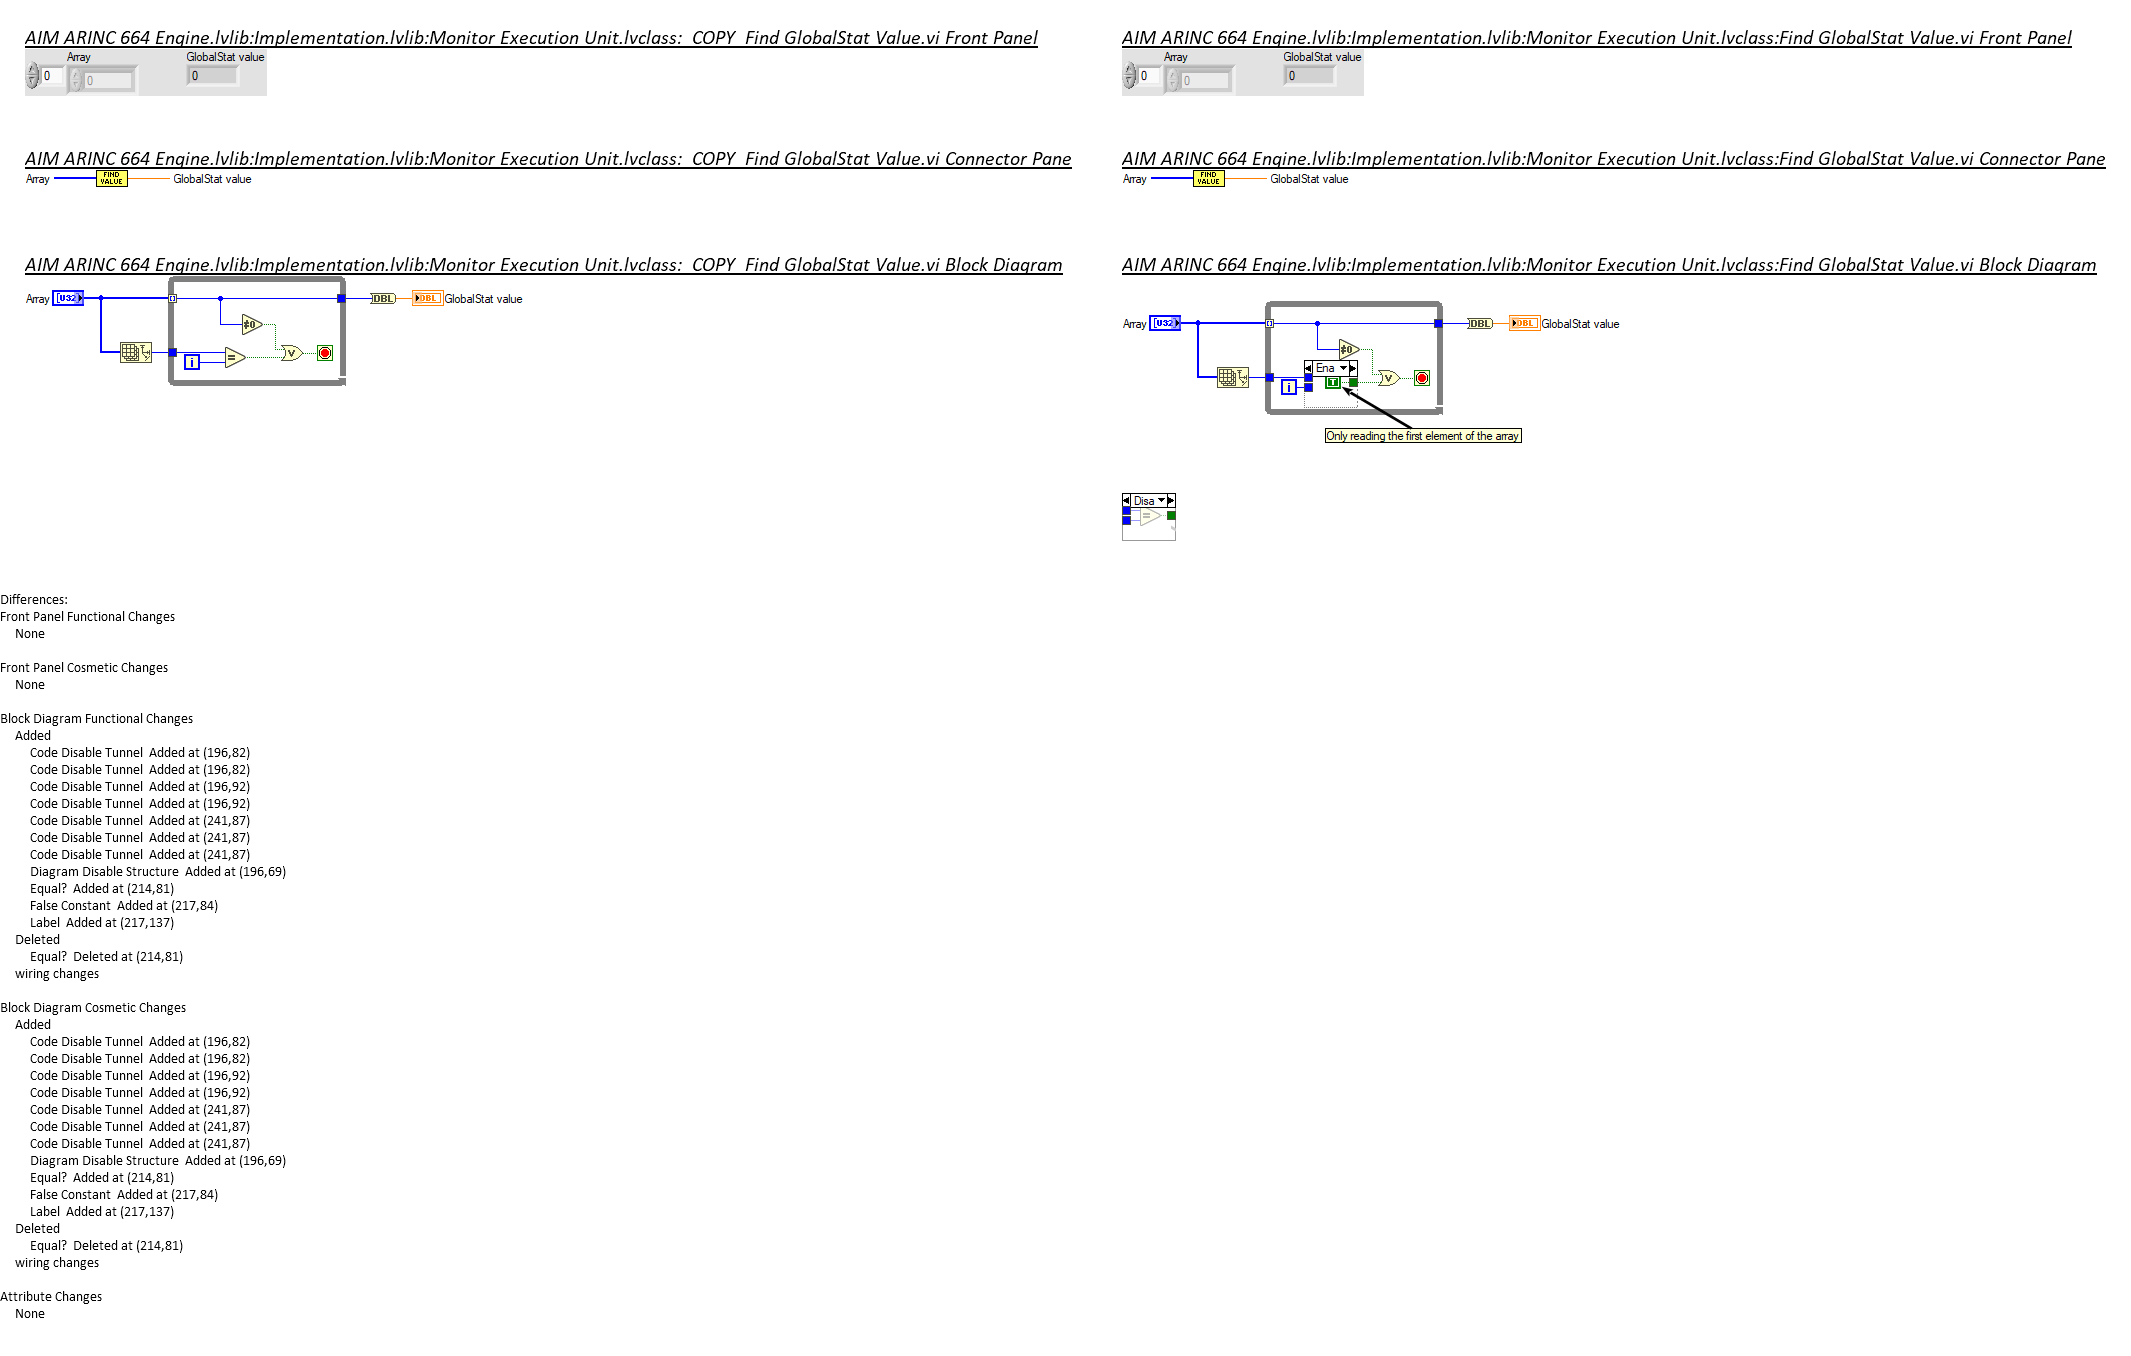 AIM ARINC 664 Engine.lvlib:Implementation.lvlib:Monitor Execution Unit.lvclass:  COPY  Find GlobalStat Value.vi Front Panel
Array
GlobalStat value
0
0
0
AIM ARINC 664 Engine.lvlib:Implementation.lvlib:Monitor Execution Unit.lvclass:  COPY  Find GlobalStat Value.vi Connector Pane
Array
FIND
VALUE
GlobalStat value
AIM ARINC 664 Engine.lvlib:Implementation.lvlib:Monitor Execution Unit.lvclass:  COPY  Find GlobalStat Value.vi Block Diagram
Array
[U32]
DBL
DBL
GlobalStat value
≠0
i
=
V
AIM ARINC 664 Engine.lvlib:Implementation.lvlib:Monitor Execution Unit.lvclass:Find GlobalStat Value.vi Front Panel
Array
GlobalStat value
0
0
0
AIM ARINC 664 Engine.lvlib:Implementation.lvlib:Monitor Execution Unit.lvclass:Find GlobalStat Value.vi Connector Pane
Array
FIND
VALUE
GlobalStat value
AIM ARINC 664 Engine.lvlib:Implementation.lvlib:Monitor Execution Unit.lvclass:Find GlobalStat Value.vi Block Diagram
Array
[U32]
DBL
DBL
GlobalStat value
≠0
Ena
T
i
V
Only reading the first element of the array
Disa
=
Differences:
Front Panel Functional Changes
None
Front Panel Cosmetic Changes
None
Block Diagram Functional Changes
Added
Code Disable Tunnel  Added at (196,82)
Code Disable Tunnel  Added at (196,82)
Code Disable Tunnel  Added at (196,92)
Code Disable Tunnel  Added at (196,92)
Code Disable Tunnel  Added at (241,87)
Code Disable Tunnel  Added at (241,87)
Code Disable Tunnel  Added at (241,87)
Diagram Disable Structure  Added at (196,69)
Equal?  Added at (214,81)
False Constant  Added at (217,84)
Label  Added at (217,137)
Deleted
Equal?  Deleted at (214,81)
wiring changes
Block Diagram Cosmetic Changes
Added
Code Disable Tunnel  Added at (196,82)
Code Disable Tunnel  Added at (196,82)
Code Disable Tunnel  Added at (196,92)
Code Disable Tunnel  Added at (196,92)
Code Disable Tunnel  Added at (241,87)
Code Disable Tunnel  Added at (241,87)
Code Disable Tunnel  Added at (241,87)
Diagram Disable Structure  Added at (196,69)
Equal?  Added at (214,81)
False Constant  Added at (217,84)
Label  Added at (217,137)
Deleted
Equal?  Deleted at (214,81)
wiring changes
Attribute Changes
None